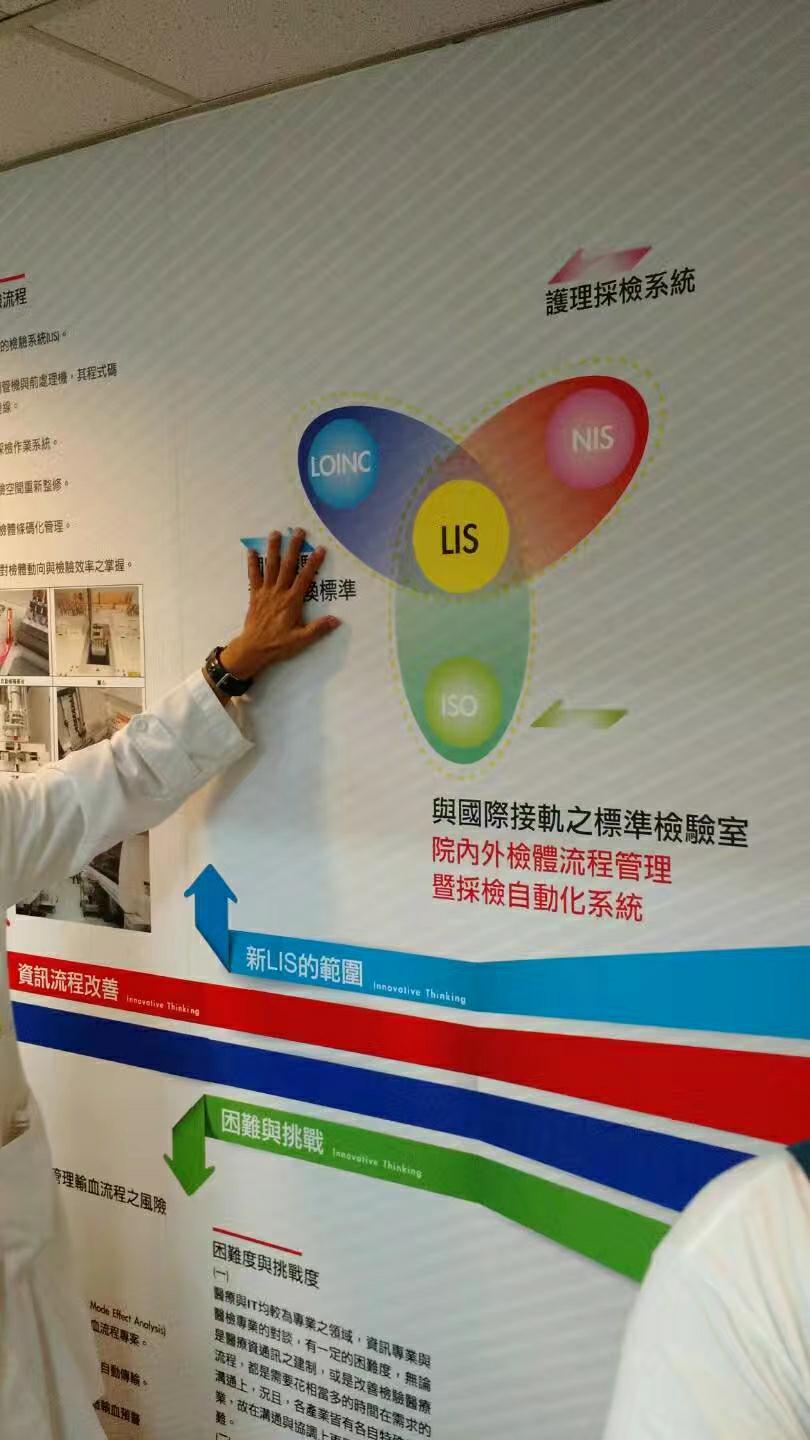 流程
的檢驗系統(LIS)。
管機與前處理機，其程式碼
線。
採檢作業系統。
空間重新整修。
檢體條碼化管理。
對檢體動向與檢驗效率之掌握。
護理採檢系統
LOINC
NIS
LIS
換標準
ISO
與國際接軌之標準檢驗室
院內外檢體流程管理
暨採檢自動化系統
新LIS的範圍 Innovative Thinking
資訊流程改善 Innovative Thinking
困難與挑戰 Innovative Thinking
管理輸血流程之風險
Mode Effect Analysis)
血流程專案。
自動傳輸。
輸血預警
困難度與挑戰度
(一)
醫療與IT均較為專業之領域，資訊專業與
醫檢專業的對談，有一定的困難度，無論
是醫療資通訊之建制，或是改善檢驗醫療
流程，都是需要花相當多的時間在需求的
溝通上，況且，各產業皆有各自特
業，故在溝通與協調上
難。